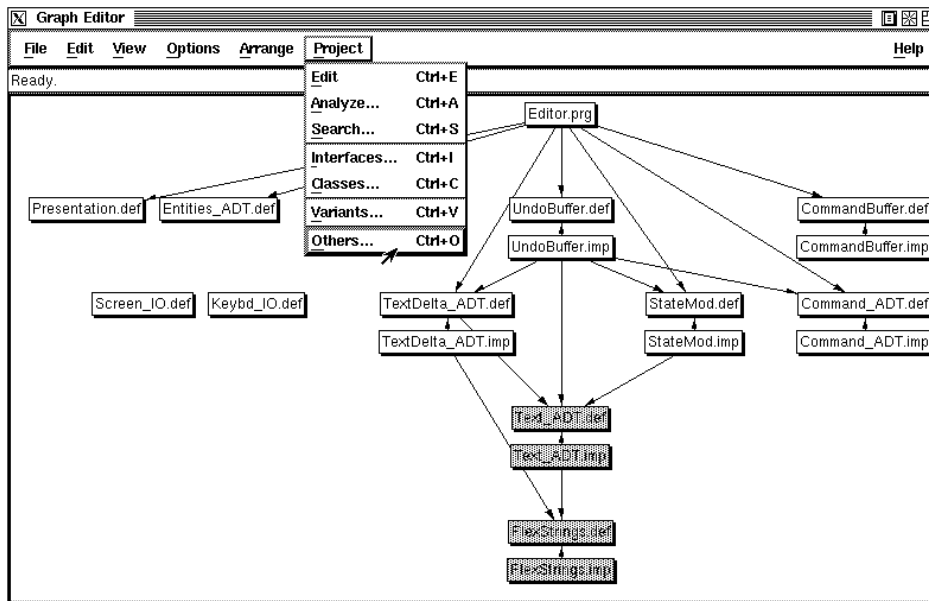 X Graph Editor
File Edit View Options Arrange Project Help
Ready.
Edit Ctrl+E
Analyze... Ctrl+A
Search... Ctrl+S
Interfaces... Ctrl+I
Classes... Ctrl+C
Variants... Ctrl+V
Others... Ctrl+O
Editor.prg
Presentation.def Entities_ADT.def UndoBuffer.def CommandBuffer.def
UndoBuffer.imp CommandBuffer.imp
Screen_IO.def Keybd_IO.def TextDelta_ADT.def StateMod.def Command_ADT.def
TextDelta_ADT.imp StateMod.imp Command_ADT.imp
Text_ADT.def
Text_ADT.imp
FlexStrings.def
FlexStrings.imp